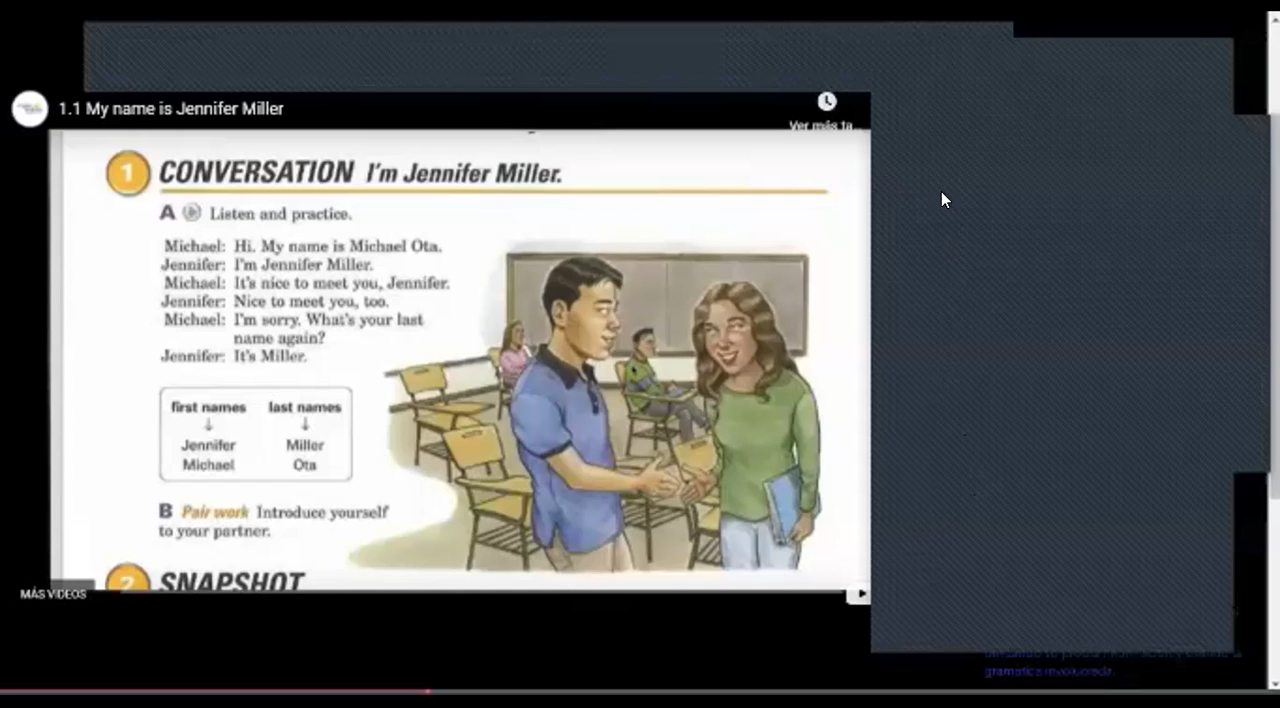 1.1 My name is Jennifer Miller
Ver más ta...
1 CONVERSATION I'm Jennifer Miller.
A Listen and practice.
Michael: Hi. My name is Michael Ota.
Jennifer: I'm Jennifer Miller.
Michael: It's nice to meet you, Jennifer.
Jennifer: Nice to meet you, too.
Michael: I'm sorry. What's your last
name again?
Jennifer: It's Miller.
first names last names
↓ ↓
Jennifer Miller
Michael Ota
B Pair work Introduce yourself
to your partner.
2 SNAPSHOT
MÁS VÍDEOS
gramatica involucrada.